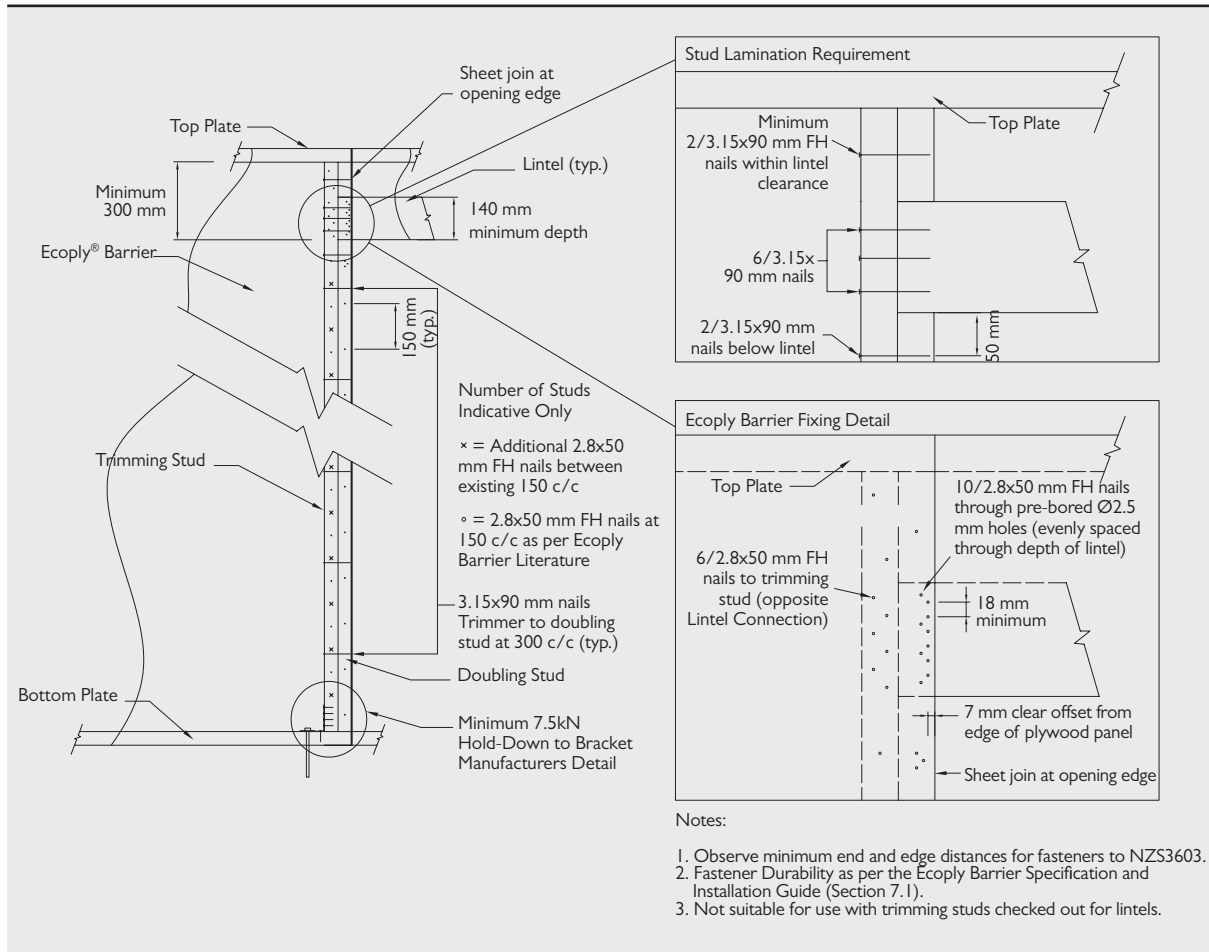 Sheet join at
opening edge
Top Plate
Lintel (typ.)
Minimum
300 mm
140 mm
minimum depth
Ecoply® Barrier
150 mm
(typ.)
Number of Studs
Indicative Only
× = Additional 2.8x50
mm FH nails between
existing 150 c/c
Trimming Stud
° = 2.8x50 mm FH nails at
150 c/c as per Ecoply
Barrier Literature
3.15x90 mm nails
Trimmer to doubling
stud at 300 c/c (typ.)
Doubling Stud
Bottom Plate
Minimum 7.5kN
Hold-Down to Bracket
Manufacturers Detail
Stud Lamination Requirement
Minimum
2/3.15x90 mm FH
nails within lintel
clearance
Top Plate
6/3.15x
90 mm nails
2/3.15x90 mm
nails below lintel
50 mm
Ecoply Barrier Fixing Detail
Top Plate
10/2.8x50 mm FH nails
through pre-bored Ø2.5
mm holes (evenly spaced
through depth of lintel)
6/2.8x50 mm FH
nails to trimming
stud (opposite
Lintel Connection)
18 mm
minimum
7 mm clear offset from
edge of plywood panel
Sheet join at opening edge
Notes:
1. Observe minimum end and edge distances for fasteners to NZS3603.
2. Fastener Durability as per the Ecoply Barrier Specification and
Installation Guide (Section 7.1).
3. Not suitable for use with trimming studs checked out for lintels.